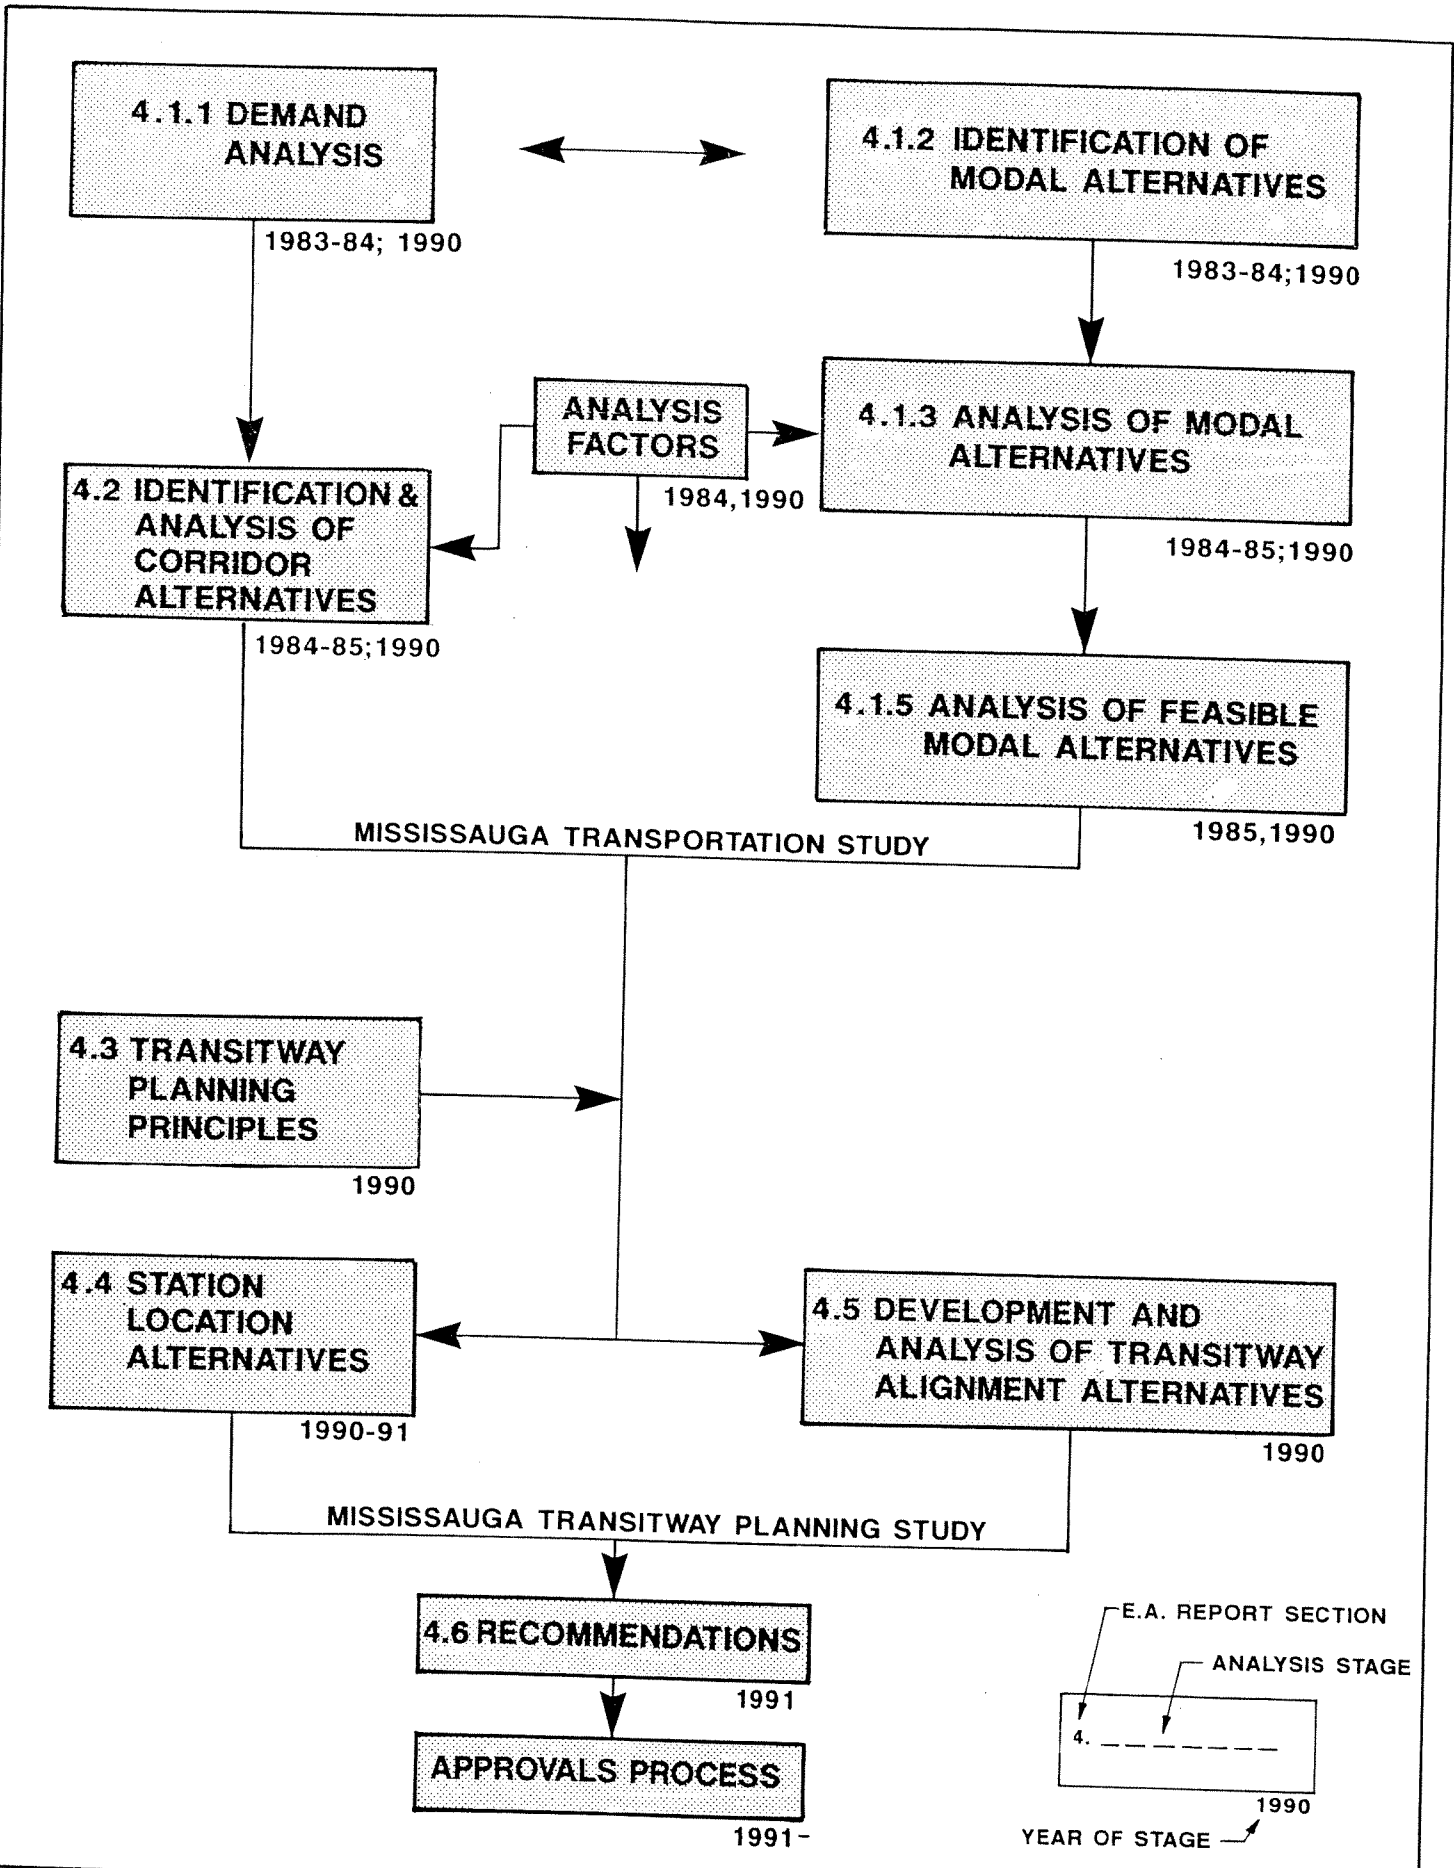 4.1.1 DEMAND
ANALYSIS
1983-84; 1990
4.1.2 IDENTIFICATION OF
MODAL ALTERNATIVES
1983-84;1990
ANALYSIS
FACTORS
1984,1990
4.1.3 ANALYSIS OF MODAL
ALTERNATIVES
1984-85;1990
4.2 IDENTIFICATION &
ANALYSIS OF
CORRIDOR
ALTERNATIVES
1984-85;1990
4.1.5 ANALYSIS OF FEASIBLE
MODAL ALTERNATIVES
1985,1990
MISSISSAUGA TRANSPORTATION STUDY
4.3 TRANSITWAY
PLANNING
PRINCIPLES
1990
4.4 STATION
LOCATION
ALTERNATIVES
1990-91
4.5 DEVELOPMENT AND
ANALYSIS OF TRANSITWAY
ALIGNMENT ALTERNATIVES
1990
MISSISSAUGA TRANSITWAY PLANNING STUDY
4.6 RECOMMENDATIONS
1991
APPROVALS PROCESS
1991-
E.A. REPORT SECTION
ANALYSIS STAGE
4. _ _ _ _ _ _ _
1990
YEAR OF STAGE